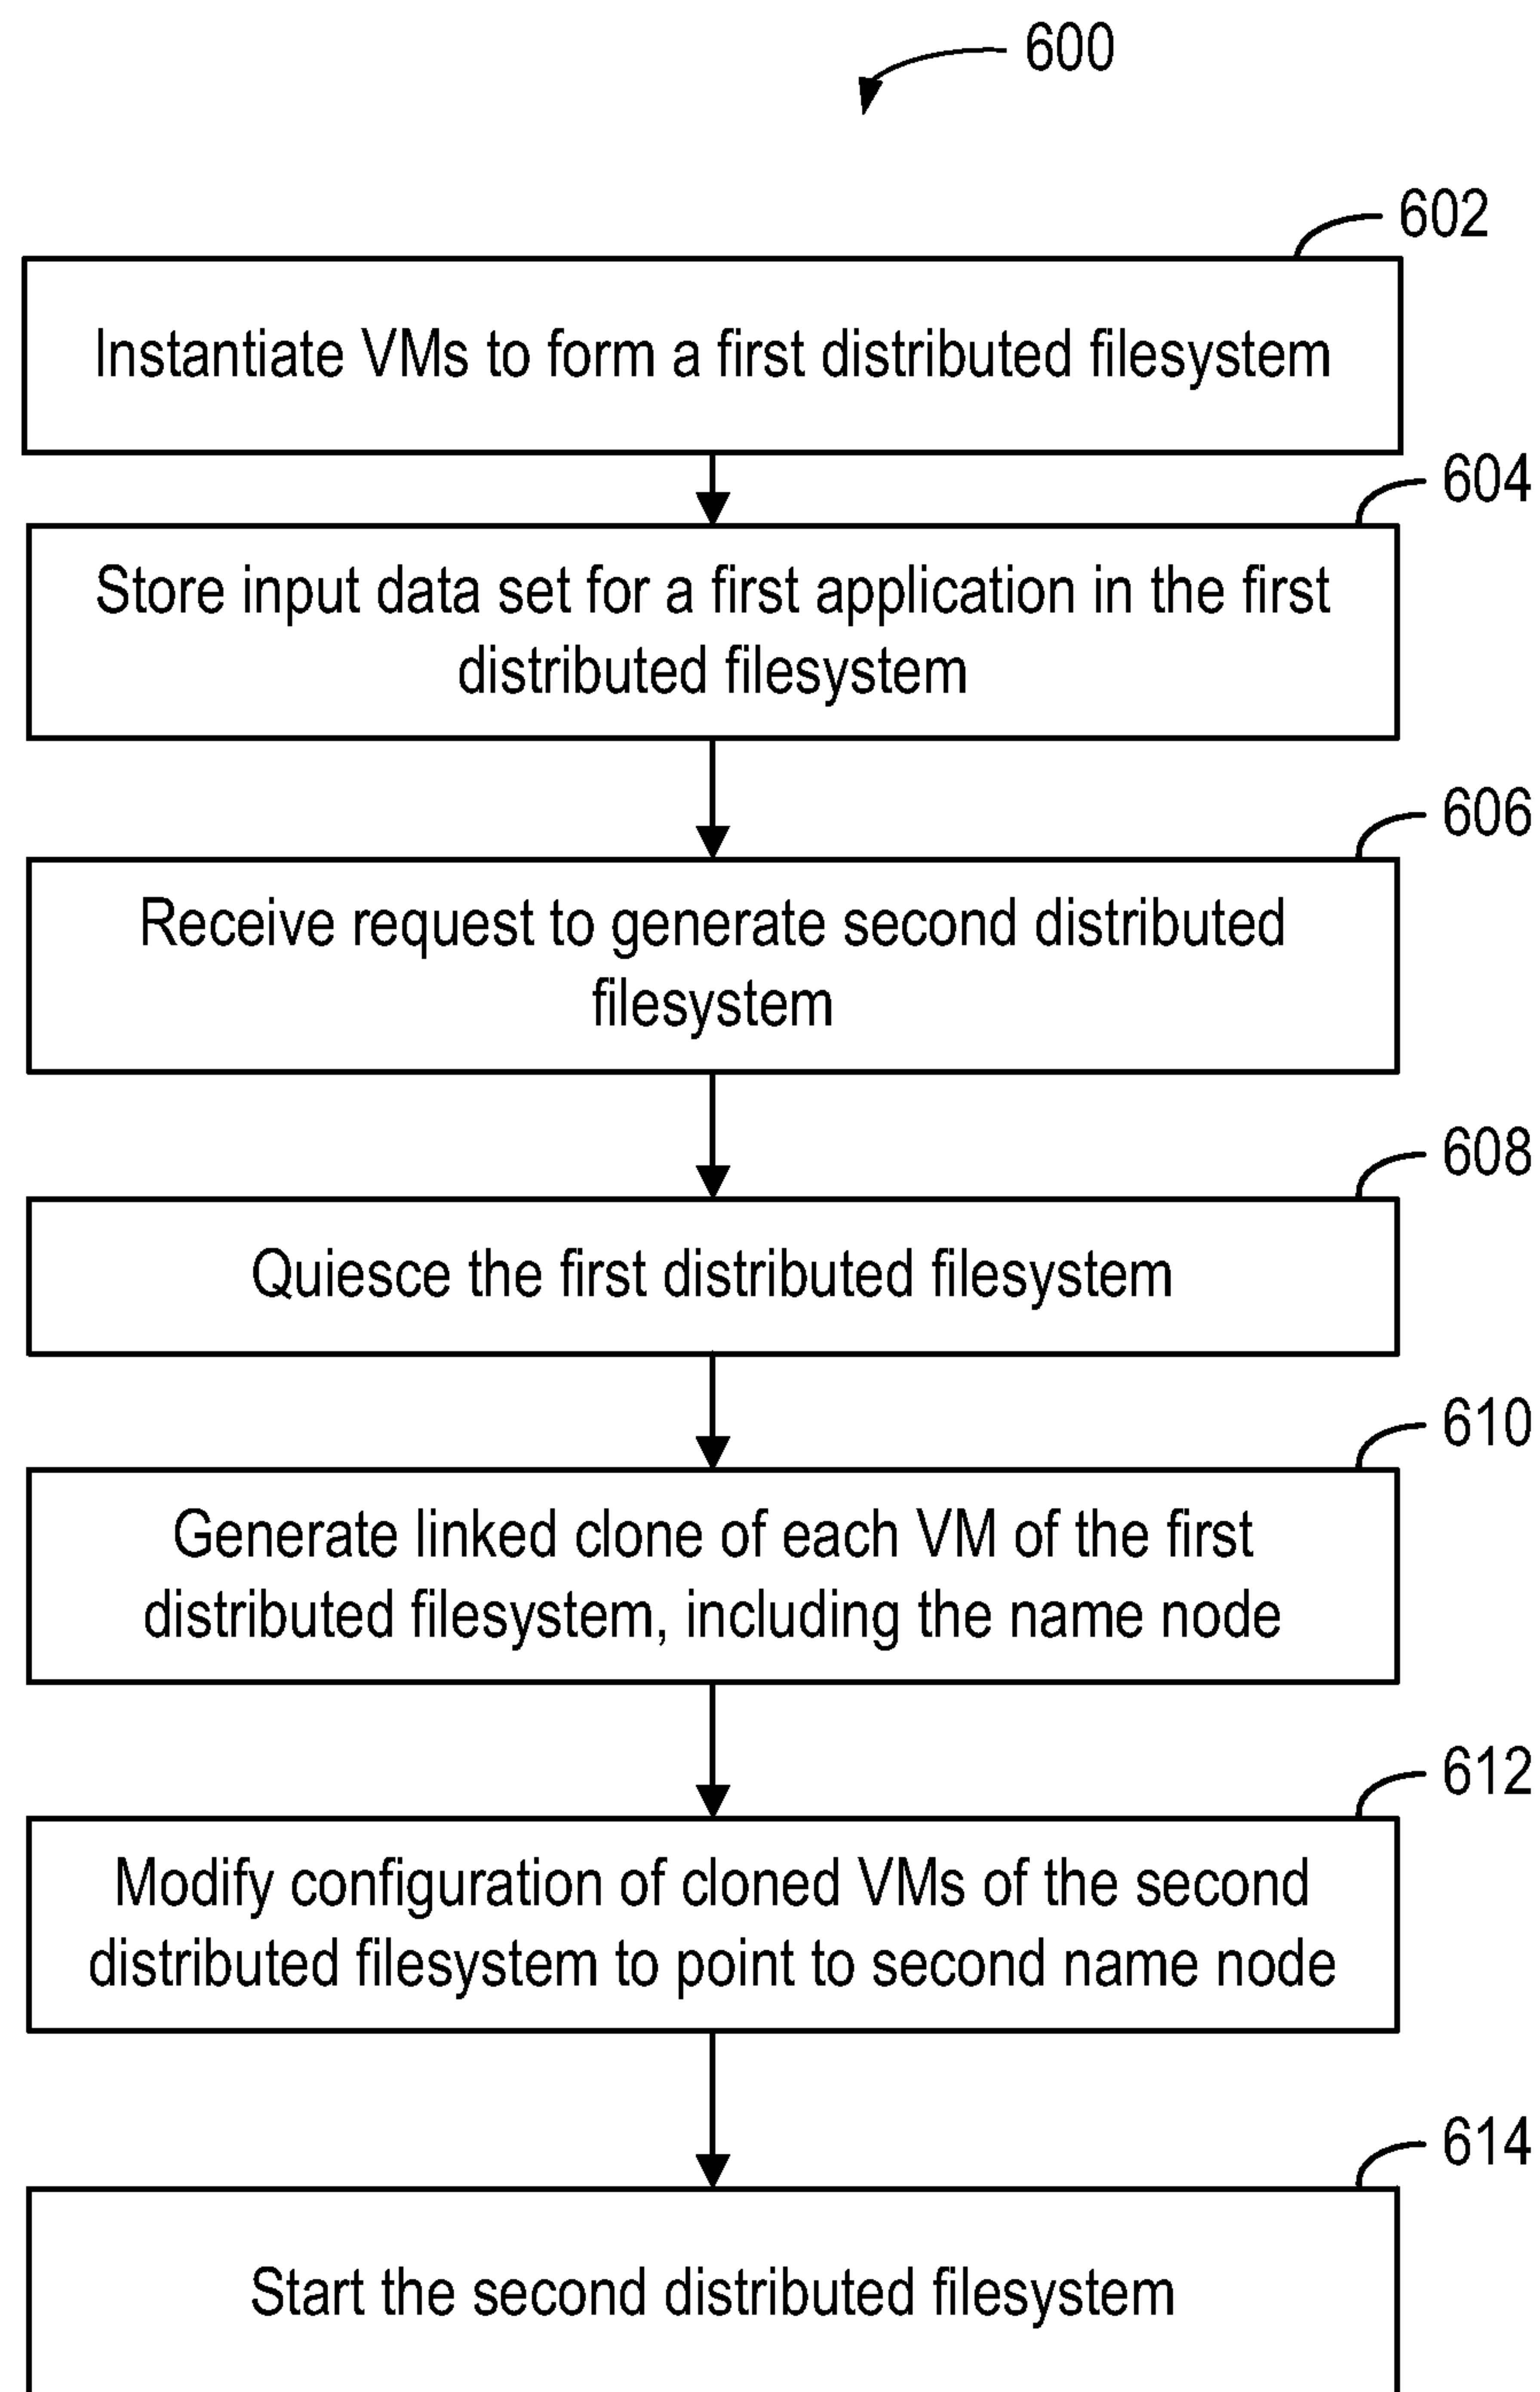 600
602
Instantiate VMs to form a first distributed filesystem
604
Store input data set for a first application in the first
distributed filesystem
606
Receive request to generate second distributed
filesystem
608
Quiesce the first distributed filesystem
610
Generate linked clone of each VM of the first
distributed filesystem, including the name node
612
Modify configuration of cloned VMs of the second
distributed filesystem to point to second name node
614
Start the second distributed filesystem